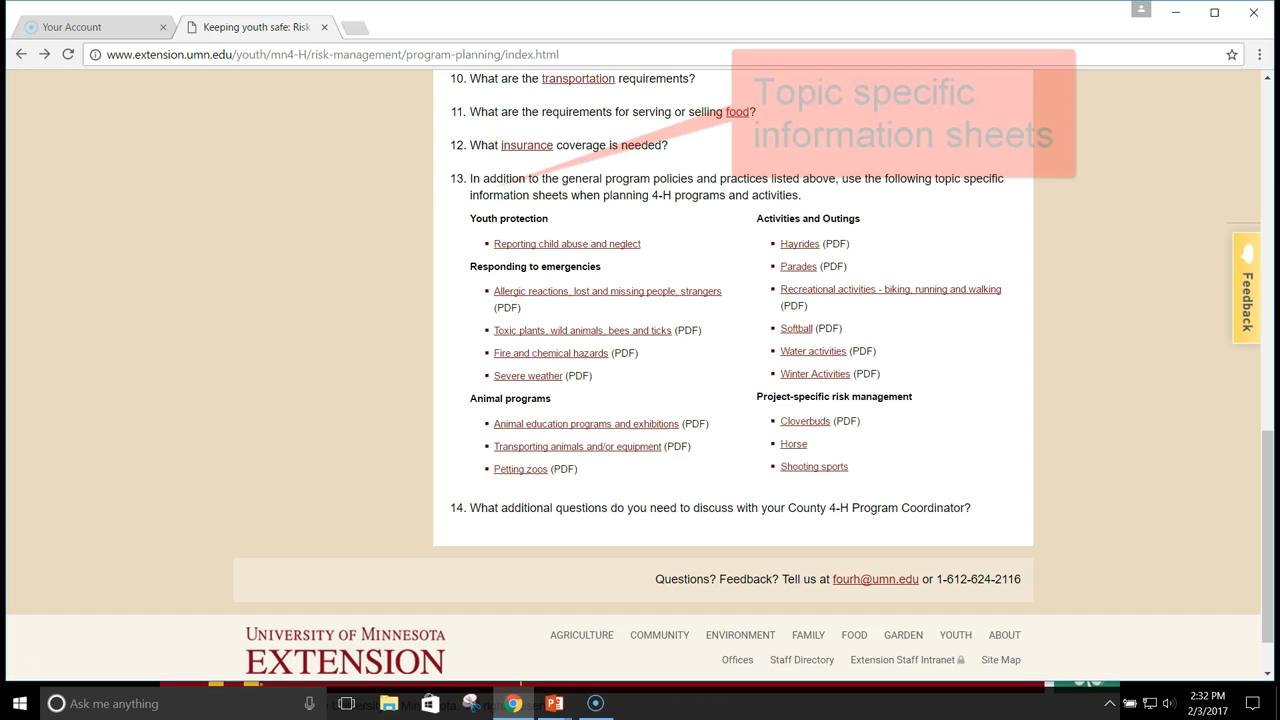 Your Account
Keeping youth safe: Risk
www.extension.umn.edu/youth/mn4-H/risk-management/program-planning/index.html
10. What are the transportation requirements?
11. What are the requirements for serving or selling food?
12. What insurance coverage is needed?
Topic specific
information sheets
13. In addition to the general program policies and practices listed above, use the following topic specific
information sheets when planning 4-H programs and activities.
Youth protection
Reporting child abuse and neglect
Responding to emergencies
Allergic reactions, lost and missing people, strangers
(PDF)
Toxic plants, wild animals, bees and ticks (PDF)
Fire and chemical hazards (PDF)
Severe weather (PDF)
Animal programs
Animal education programs and exhibitions (PDF)
Transporting animals and/or equipment (PDF)
Petting zoos (PDF)
Activities and Outings
Hayrides (PDF)
Parades (PDF)
Recreational activities - biking, running and walking
(PDF)
Softball (PDF)
Water activities (PDF)
Winter Activities (PDF)
Project-specific risk management
Cloverbuds (PDF)
Horse
Shooting sports
14. What additional questions do you need to discuss with your County 4-H Program Coordinator?
Feedback
Questions? Feedback? Tell us at fourh@umn.edu or 1-612-624-2116
UNIVERSITY OF MINNESOTA
EXTENSION
AGRICULTURE COMMUNITY ENVIRONMENT FAMILY FOOD GARDEN YOUTH ABOUT
Offices Staff Directory Extension Staff Intranet Site Map
Ask me anything
2:32 PM
2/3/2017